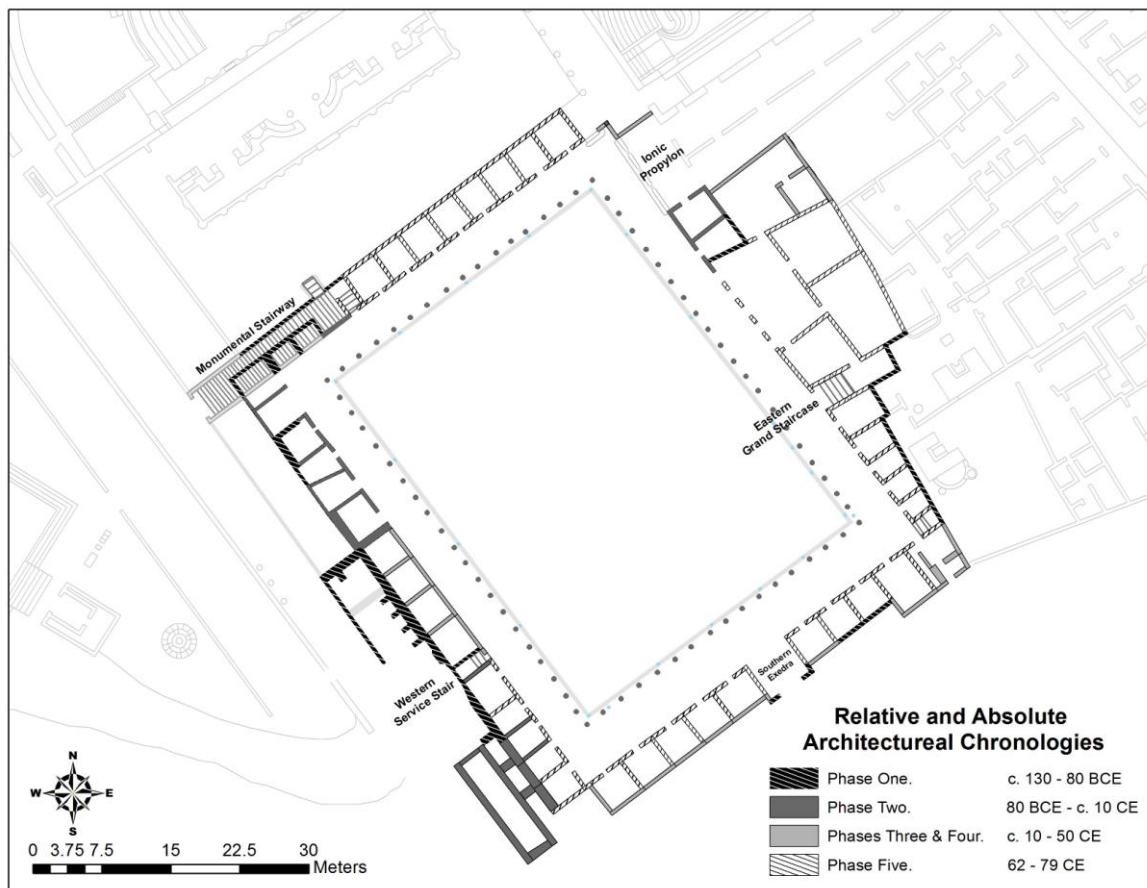 Ionic
Propylon
Monumental Stairway
Eastern
Grand Staircase
Southern
Exedra
Western
Service Stair
N
W E
S
0 3.75 7.5 15 22.5 30
Meters
Relative and Absolute
Architectureal Chronologies
Phase One. c. 130 - 80 BCE
Phase Two. 80 BCE - c. 10 CE
Phases Three & Four. c. 10 - 50 CE
Phase Five. 62 - 79 CE